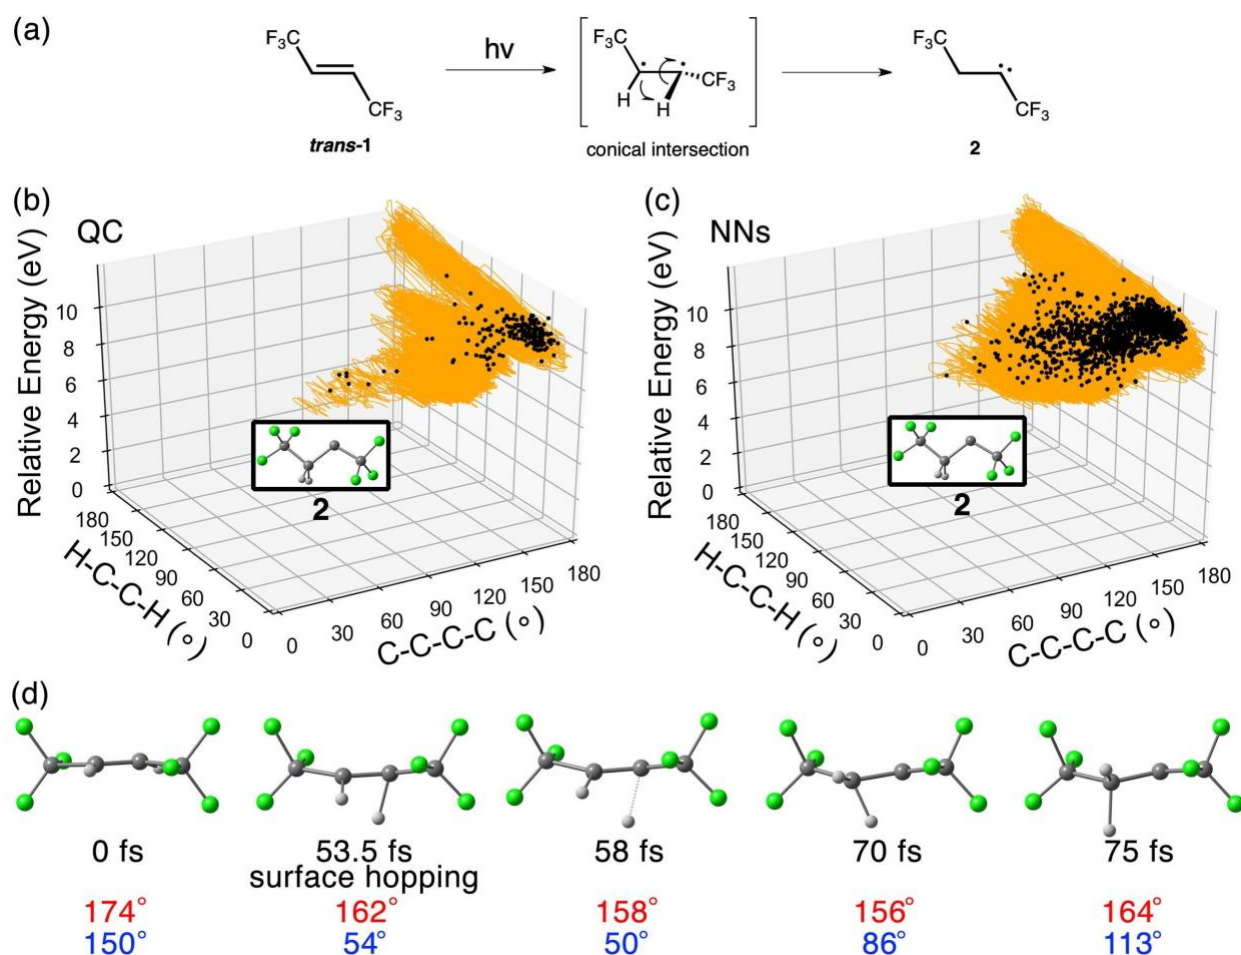 (a)
F₃C
CF₃
trans-1
hν
F₃C
H
H
CF₃
conical intersection
F₃C
CF₃
2
(b)
QC
Relative Energy (eV)
10
8
6
4
2
0
180
150
120
90
60
30
0
H-C-C-H (°)
0
30
60
90
120
150
180
C-C-C-C (°)
2
(c)
NNs
Relative Energy (eV)
10
8
6
4
2
0
180
150
120
90
60
30
0
H-C-C-H (°)
0
30
60
90
120
150
180
C-C-C-C (°)
2
(d)
0 fs 53.5 fs 58 fs 70 fs 75 fs
surface hopping
174° 162° 158° 156° 164°
150° 54° 50° 86° 113°